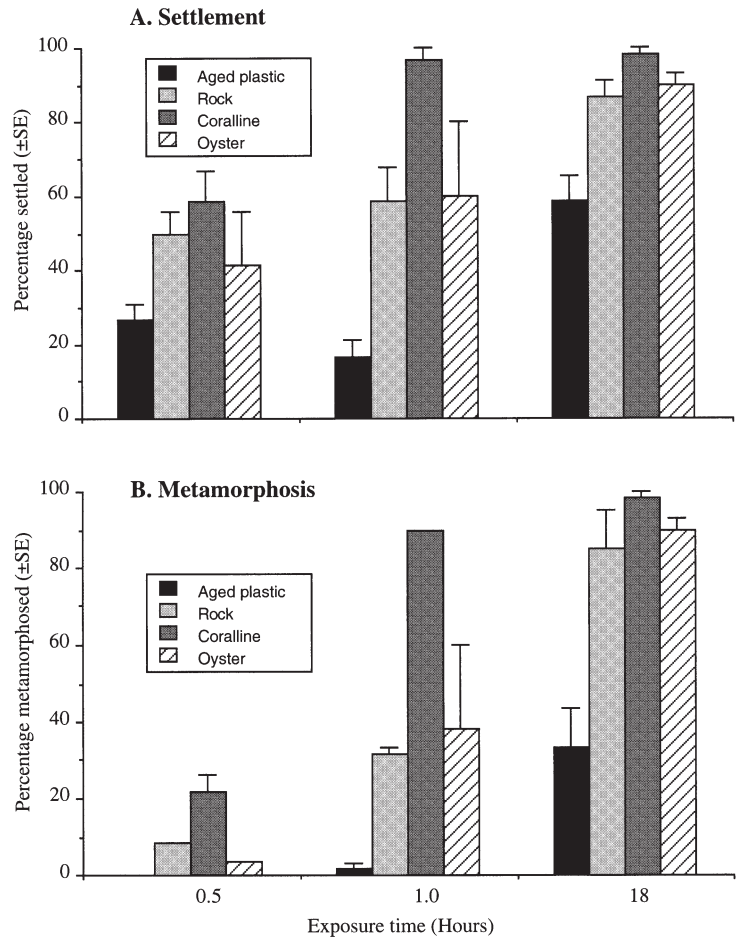 A. Settlement
100
80
60
40
20
0
Percentage settled (±SE)
Aged plastic
Rock
Coralline
Oyster
B. Metamorphosis
100
80
60
40
20
0
Percentage metamorphosed (±SE)
Aged plastic
Rock
Coralline
Oyster
0.5 1.0 18
Exposure time (Hours)